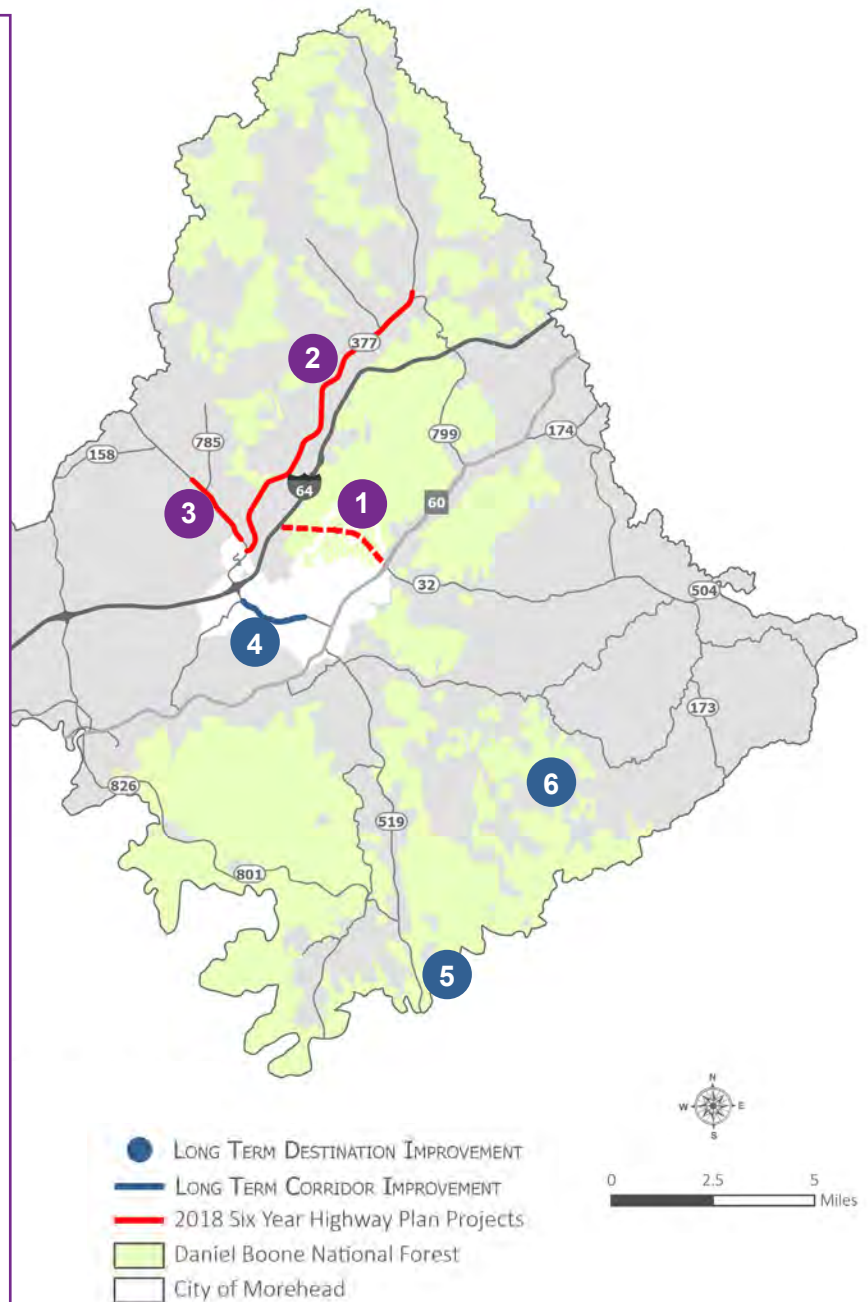 377
2
799
174
785
158
64
60
1
3
32
504
4
173
6
826
519
801
5
N
W E
S
LONG TERM DESTINATION IMPROVEMENT
LONG TERM CORRIDOR IMPROVEMENT
2018 SIX YEAR HIGHWAY PLAN PROJECTS
Daniel Boone National Forest
City of Morehead
0 2.5 5
Miles